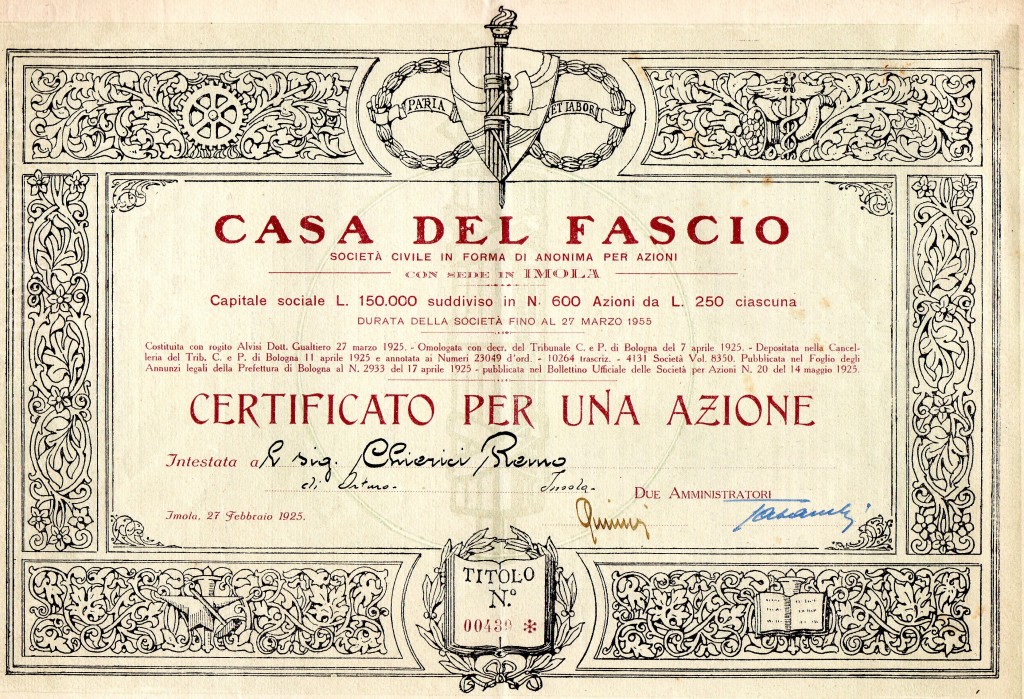 PATRIA
ET LABOR
CASA DEL FASCIO
SOCIETÀ CIVILE IN FORMA DI ANONIMA PER AZIONI
CON SEDE IN IMOLA
Capitale sociale L. 150.000 suddiviso in N. 600 Azioni da L. 250 ciascuna
DURATA DELLA SOCIETÀ FINO AL 27 MARZO 1955
Costituita con rogito Alvisi Dott. Gualtiero 27 marzo 1925. - Omologata con decr. del Tribunale C. e P. di Bologna del 7 aprile 1925. - Depositata nella Cancel-
leria del Trib. C. e P. di Bologna 11 aprile 1925 e annotata ai Numeri 23049 d'ord. - 10264 trascriz. - 4131 Società Vol. 8350. Pubblicata nel Foglio degli
Annunzi legali della Prefettura di Bologna al N. 2933 del 17 aprile 1925 - pubblicata nel Bollettino Ufficiale delle Società per Azioni N. 20 del 14 maggio 1925.
CERTIFICATO PER UNA AZIONE
Intestata al sig. Chierici Remo
di Arturo - Imola -
DUE AMMINISTRATORI
Imola, 27 Febbraio 1925.
TITOLO
N.º
00439 *